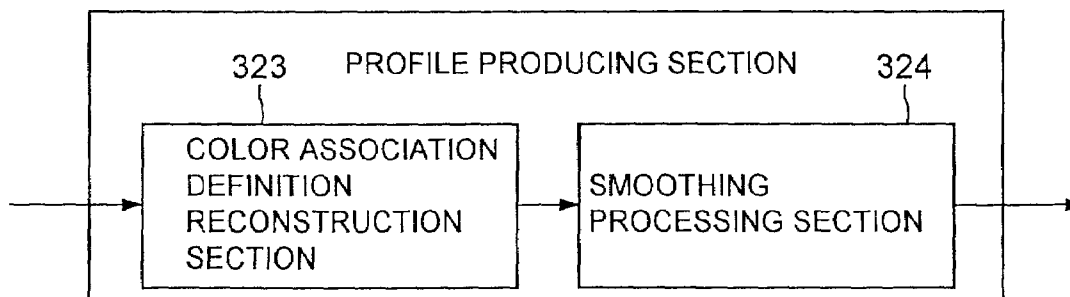 323 PROFILE PRODUCING SECTION 324
COLOR ASSOCIATION
DEFINITION
RECONSTRUCTION
SECTION
SMOOTHING
PROCESSING SECTION